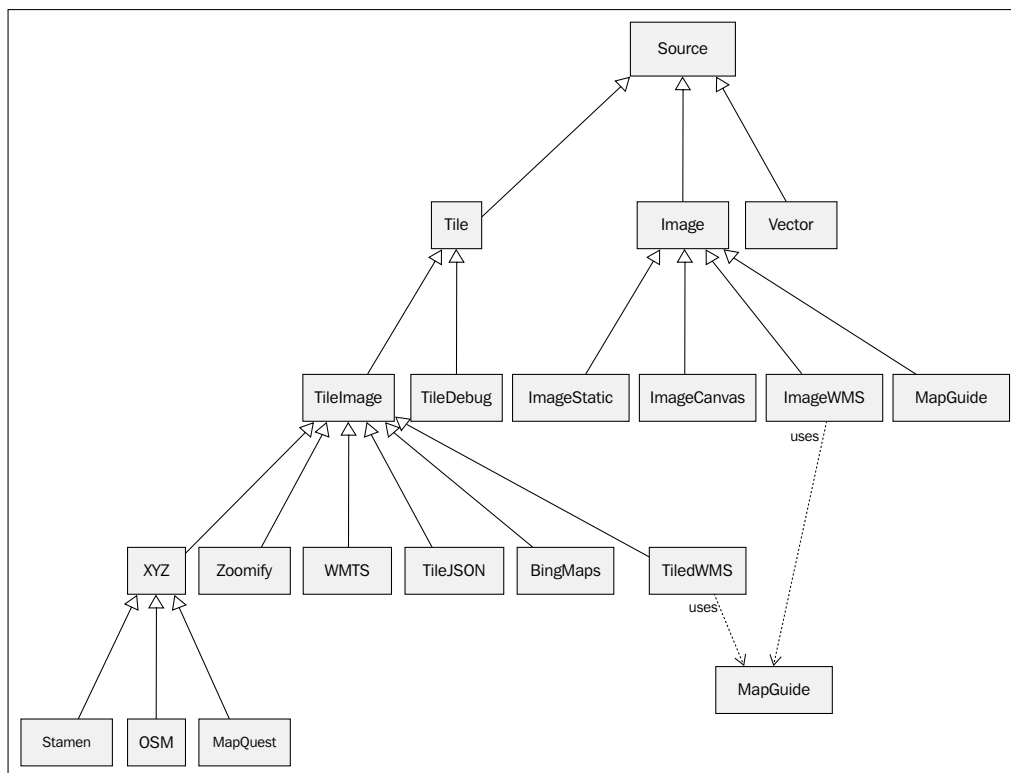 Source
Tile
Image
Vector
TileImage
TileDebug
ImageStatic
ImageCanvas
ImageWMS
MapGuide
uses
XYZ
Zoomify
WMTS
TileJSON
BingMaps
TiledWMS
uses
MapGuide
Stamen
OSM
MapQuest